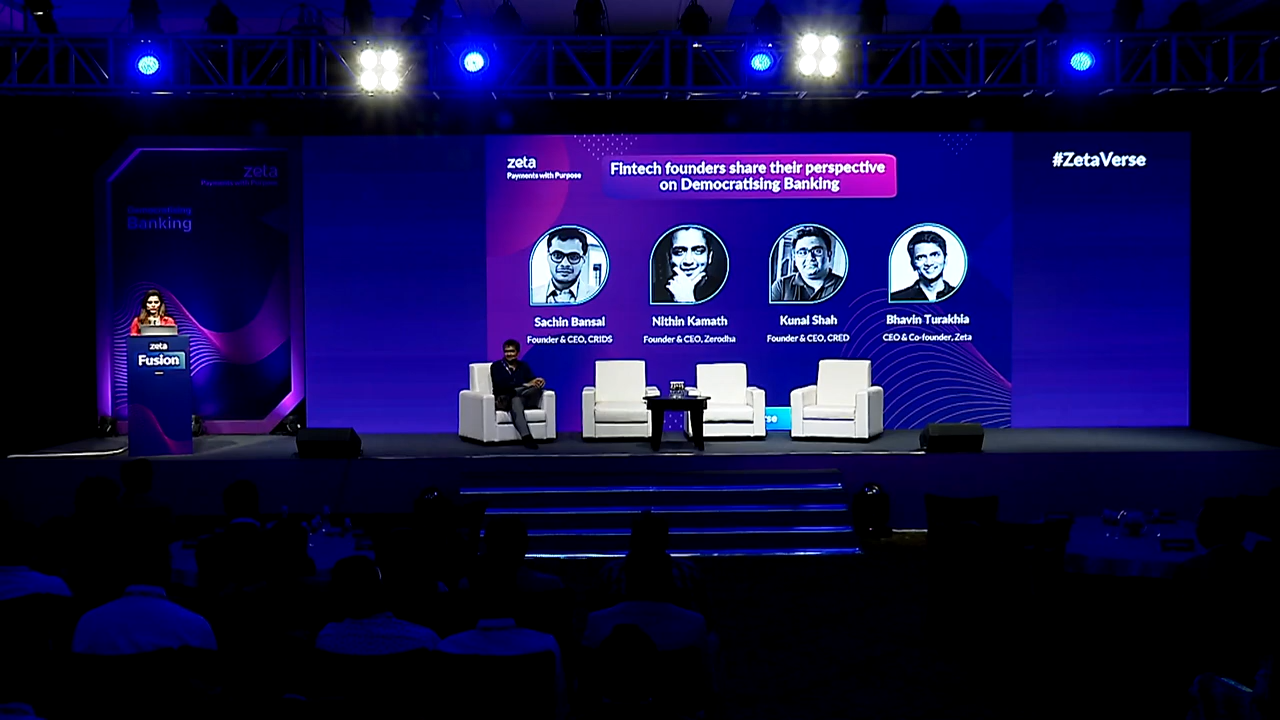 zeta
Payments with Purpose
Banking
zeta
Fusion
zeta
Payments with Purpose
Fintech founders share their perspective
on Democratising Banking
#ZetaVerse
Sachin Bansal
Founder & CEO, CRIDS
Nithin Kamath
Founder & CEO, Zerodha
Kunal Shah
Founder & CEO, CRED
Bhavin Turakhia
CEO & Co-founder, Zeta